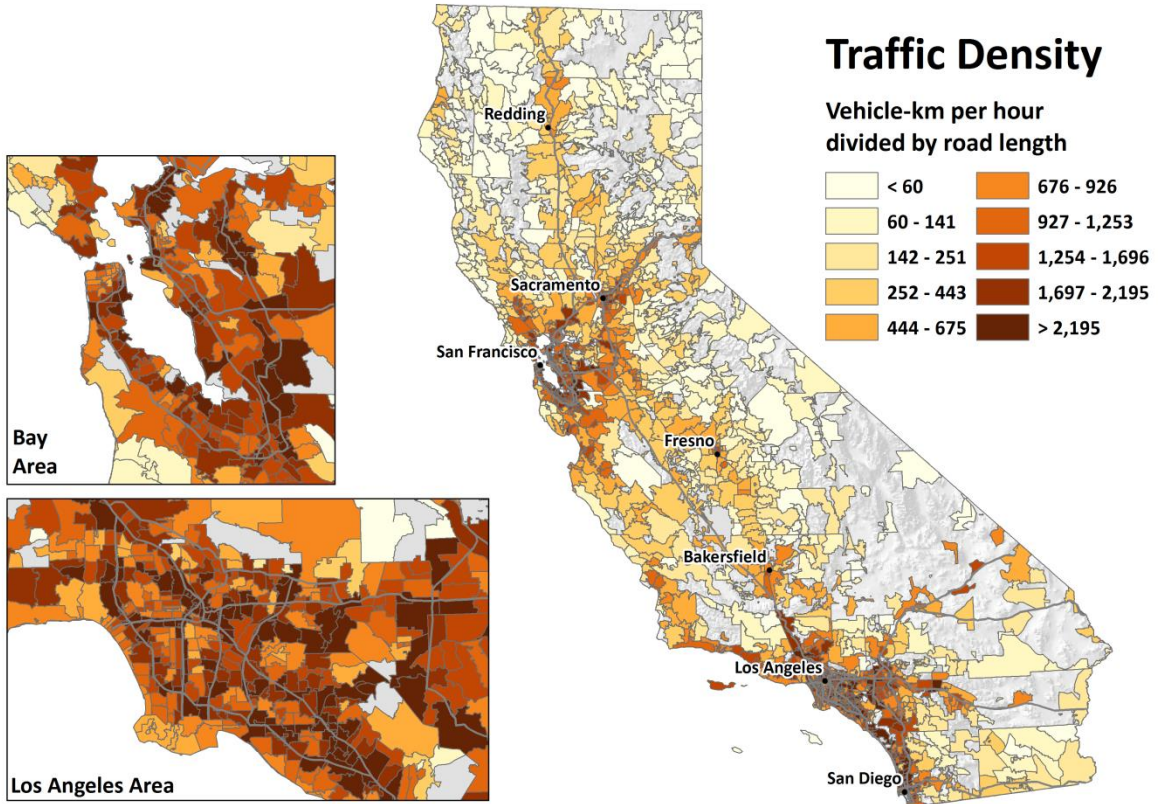 Traffic Density
Vehicle-km per hour
divided by road length
< 60
60 - 141
142 - 251
252 - 443
444 - 675
676 - 926
927 - 1,253
1,254 - 1,696
1,697 - 2,195
> 2,195
Redding
Sacramento
San Francisco
Fresno
Bakersfield
Los Angeles
San Diego
Bay
Area
Los Angeles Area